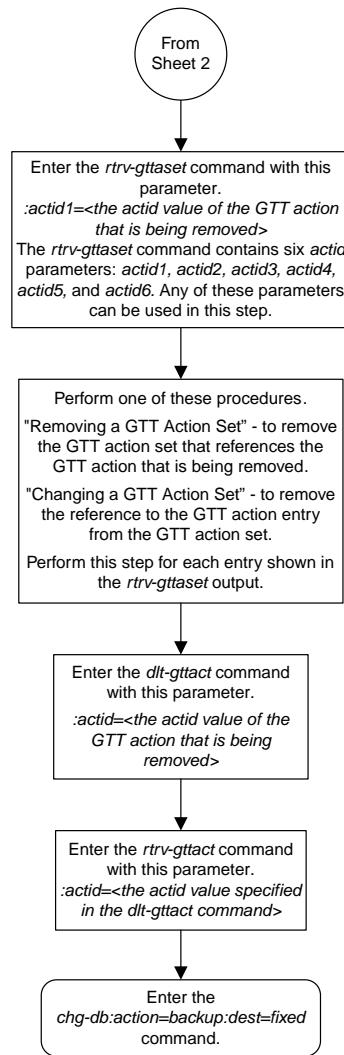 From
Sheet 2
Enter the rtrv-gttaset command with this
parameter.
:actid1=<the actid value of the GTT action
that is being removed>
The rtrv-gttaset command contains six actid
parameters: actid1, actid2, actid3, actid4,
actid5, and actid6. Any of these parameters
can be used in this step.
Perform one of these procedures.
"Removing a GTT Action Set” - to remove
the GTT action set that references the
GTT action that is being removed.
"Changing a GTT Action Set” - to remove
the reference to the GTT action entry
from the GTT action set.
Perform this step for each entry shown in
the rtrv-gttaset output.
Enter the dlt-gttact command
with this parameter.
:actid=<the actid value of the
GTT action that is being
removed>
Enter the rtrv-gttact command
with this parameter.
:actid=<the actid value specified
in the dlt-gttact command>
Enter the
chg-db:action=backup:dest=fixed
command.